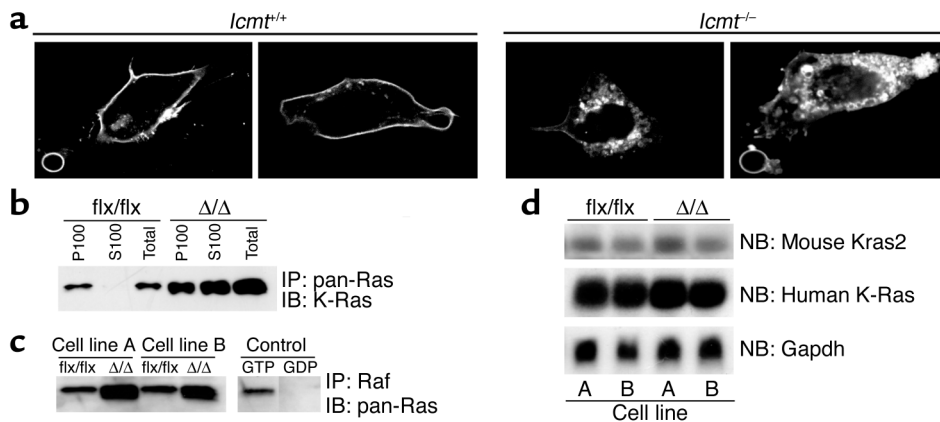 a
Icmt+/+
Icmt−/−
b
flx/flx Δ/Δ
P100 S100 Total P100 S100 Total
IP: pan-Ras
IB: K-Ras
c
Cell line A Cell line B Control
flx/flx Δ/Δ flx/flx Δ/Δ GTP GDP
IP: Raf
IB: pan-Ras
d
flx/flx Δ/Δ
NB: Mouse Kras2
NB: Human K-Ras
NB: Gapdh
A B A B
Cell line